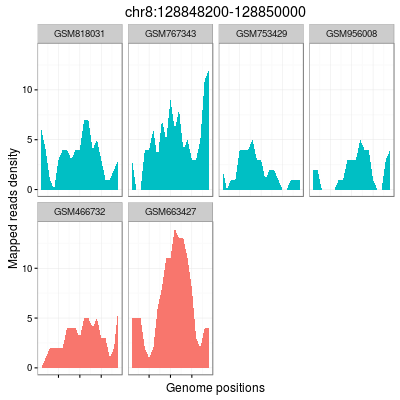 chr8:128848200-128850000
GSM818031 GSM767343 GSM753429 GSM956008
10
5
0
GSM466732 GSM663427
10
5
0
Mapped reads density
Genome positions